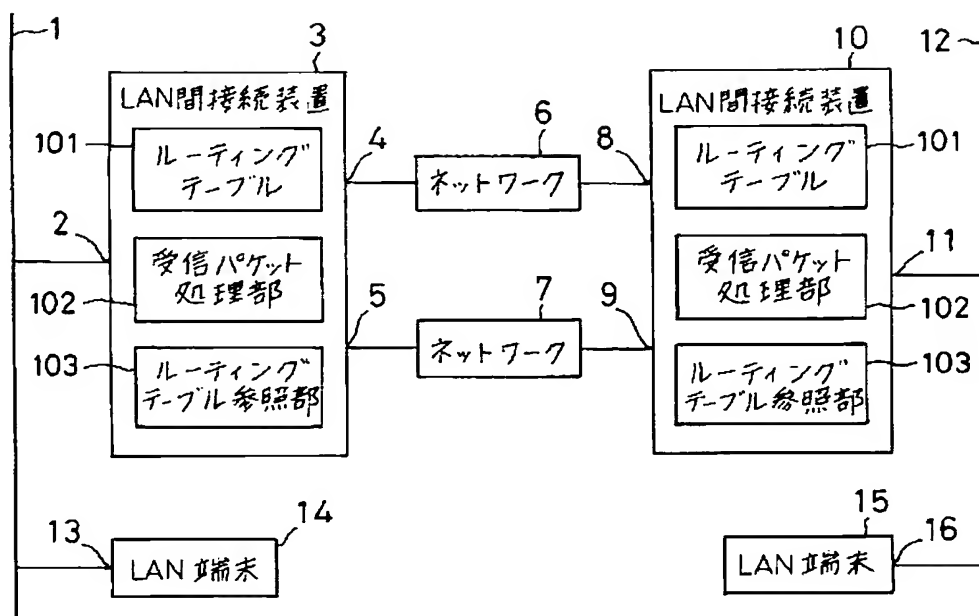 1
3
10
12
LAN間接続装置
LAN間接続装置
101
ルーティング
テーブル
4
6
ネットワーク
8
ルーティング
テーブル
101
2
受信パケット
処理部
102
受信パケット
処理部
11
102
5
7
ネットワーク
9
103
ルーティング
テーブル参照部
ルーティング
テーブル参照部
103
13
14
LAN端末
15
LAN端末
16